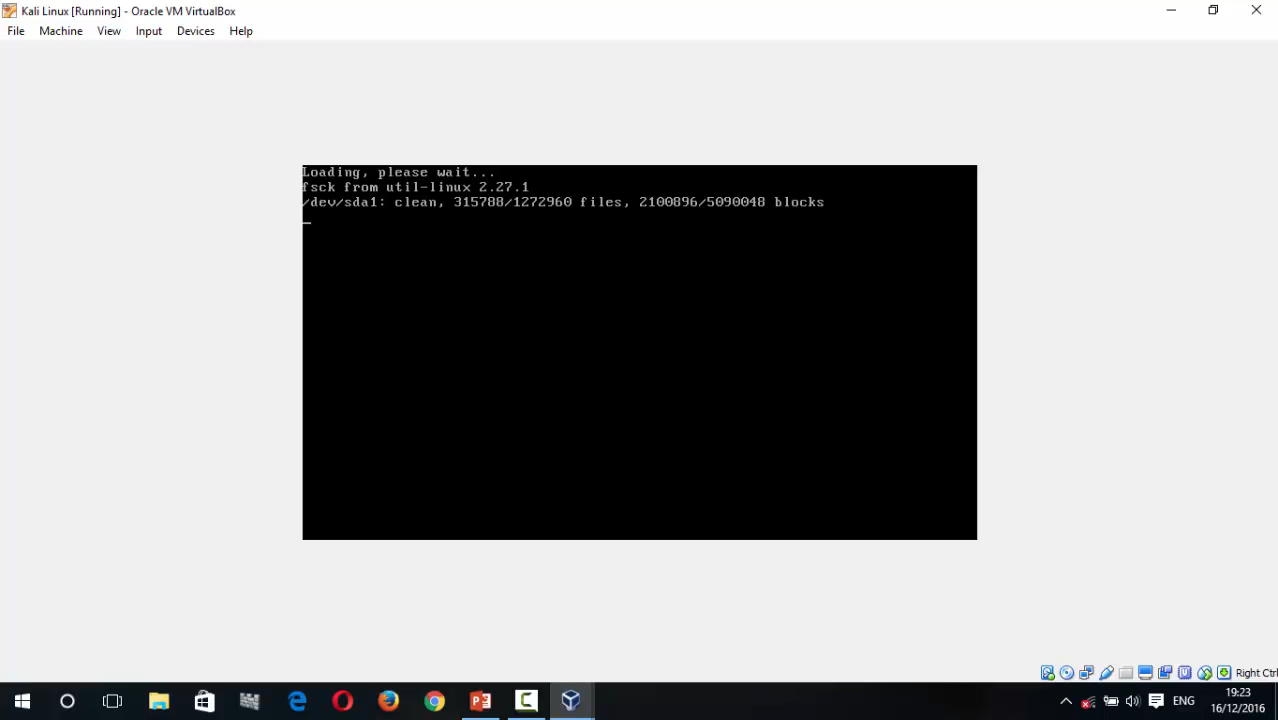 Kali Linux [Running] - Oracle VM VirtualBox
File Machine View Input Devices Help
Loading, please wait...
fsck from util-linux 2.27.1
/dev/sda1: clean, 315788/1272960 files, 2100896/5090048 blocks
Right Ctrl
ENG
19:23
16/12/2016